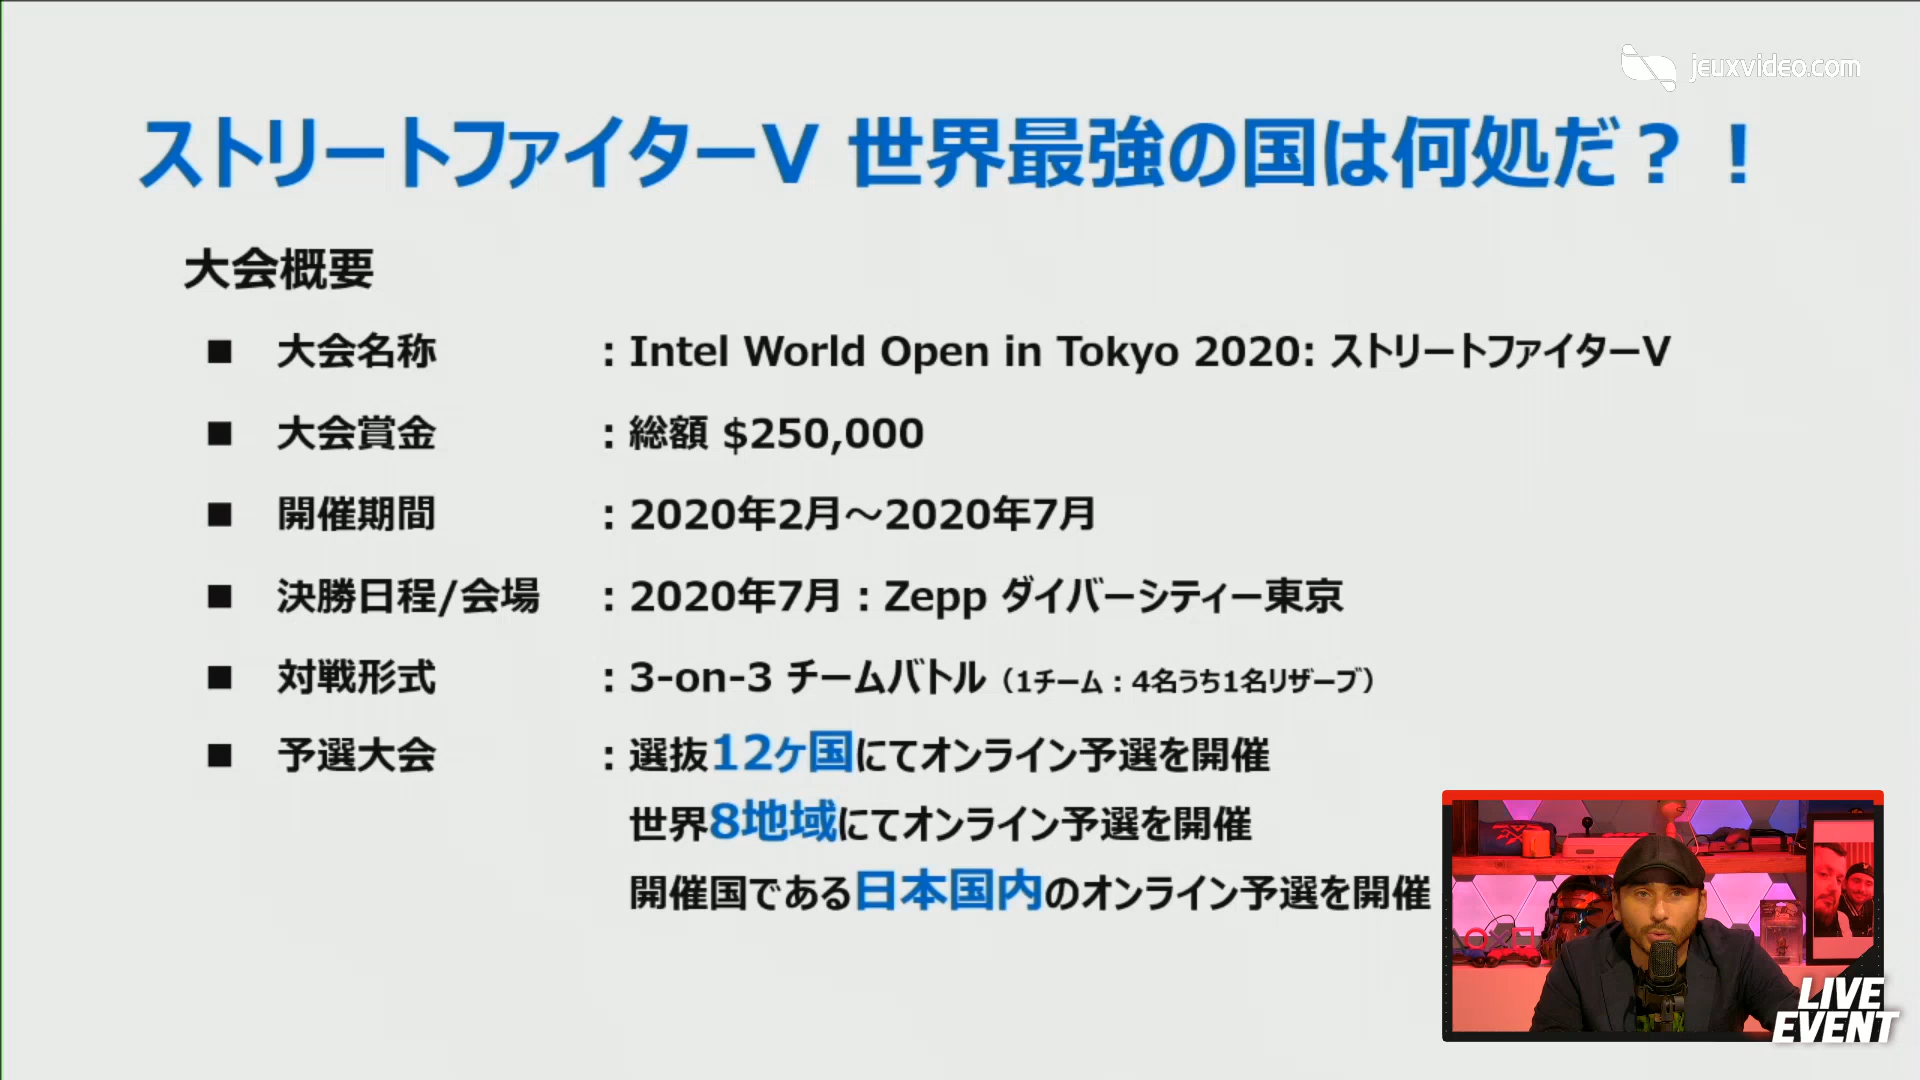 jeuxvideo.com
ストリートファイターV 世界最強の国は何処だ？！
大会概要
■ 大会名称 : Intel World Open in Tokyo 2020: ストリートファイターV
■ 大会賞金 : 総額 $250,000
■ 開催期間 : 2020年2月～2020年7月
■ 決勝日程/会場 : 2020年7月 : Zepp ダイバーシティー東京
■ 対戦形式 : 3-on-3 チームバトル（1チーム : 4名うち1名リザーブ）
■ 予選大会 : 選抜12ヶ国にてオンライン予選を開催
世界8地域にてオンライン予選を開催
開催国である日本国内のオンライン予選を開催
LIVE
EVENT